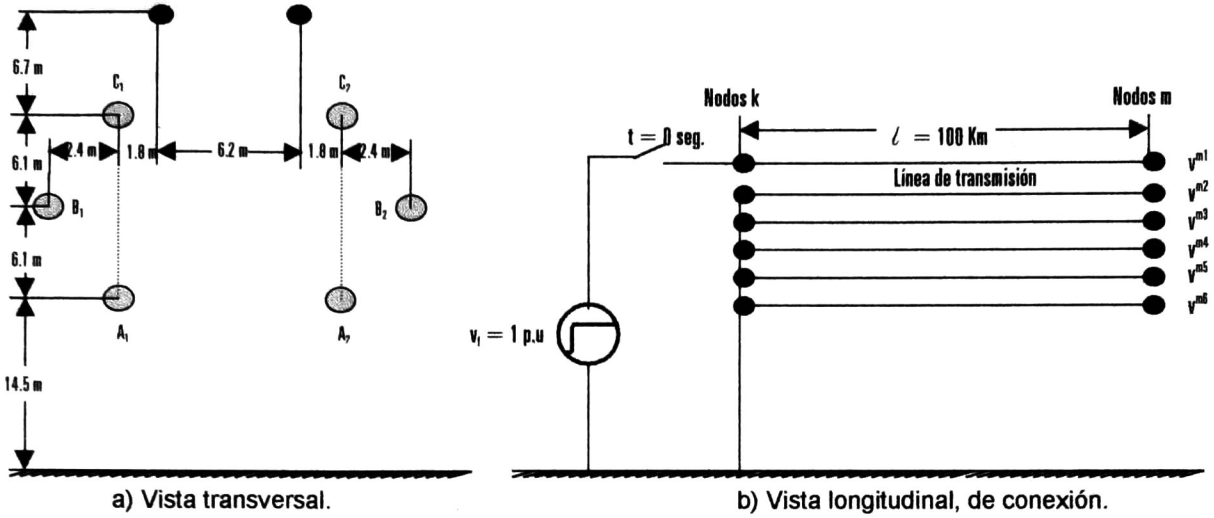 6.7 m
C₁
C₂
6.1 m
2.4 m
1.8 m
6.2 m
1.8 m
2.4 m
B₁
B₂
6.1 m
A₁
A₂
14.5 m
a) Vista transversal.
Nodos k
Nodos m
t = 0 seg.
ℓ = 100 Km
Línea de transmisión
v^m1
v^m2
v^m3
v^m4
v^m5
v^m6
v₁ = 1 p.u
b) Vista longitudinal, de conexión.